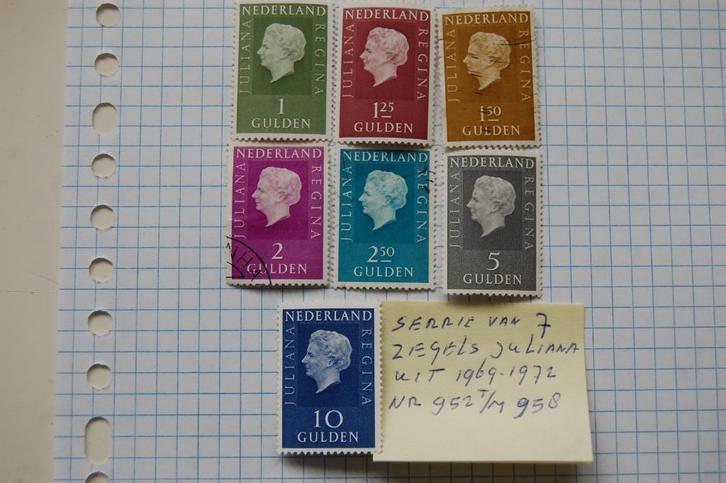 NEDERLAND
JULIANA
REGINA
1
GULDEN
NEDERLAND
JULIANA
REGINA
1 25
GULDEN
NEDERLAND
JULIANA
REGINA
1 50
GULDEN
NEDERLAND
JULIANA
REGINA
2
GULDEN
NEDERLAND
JULIANA
REGINA
2 50
GULDEN
NEDERLAND
JULIANA
REGINA
5
GULDEN
NEDERLAND
JULIANA
REGINA
10
GULDEN
SERRIE VAN 7
ZEGELS JULIANA
UIT 1969-1972
NR 952 T/M 958